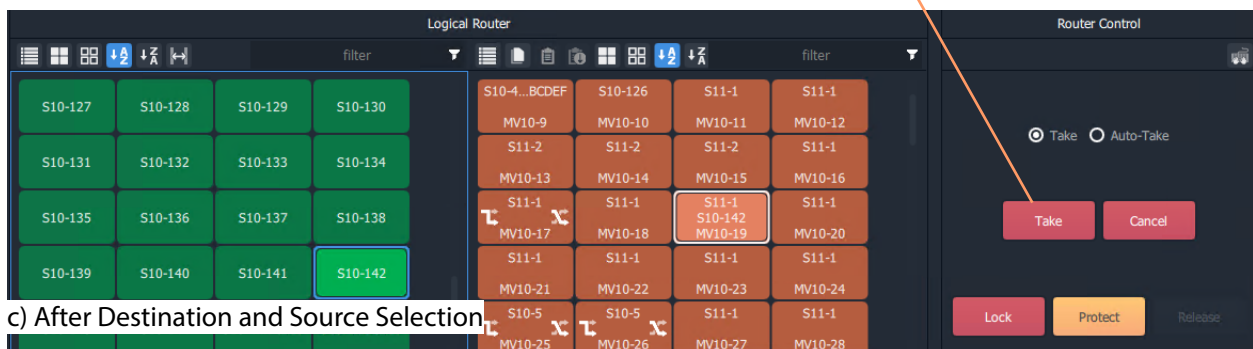 Logical Router
Router Control
filter
filter
S10-127 S10-128 S10-129 S10-130
S10-131 S10-132 S10-133 S10-134
S10-135 S10-136 S10-137 S10-138
S10-139 S10-140 S10-141 S10-142
S10-4...BCDEF S10-126 S11-1 S11-1
MV10-9 MV10-10 MV10-11 MV10-12
S11-2 S11-2 S11-2 S11-1
MV10-13 MV10-14 MV10-15 MV10-16
S11-1 S11-1 S11-1 S11-1
S10-142
MV10-17 MV10-18 MV10-19 MV10-20
S11-1 S11-1 S11-1 S11-1
MV10-21 MV10-22 MV10-23 MV10-24
S10-5 S10-5 S11-1 S11-1
MV10-25 MV10-26 MV10-27 MV10-28
Take Auto-Take
Take Cancel
Lock Protect Release
c) After Destination and Source Selection